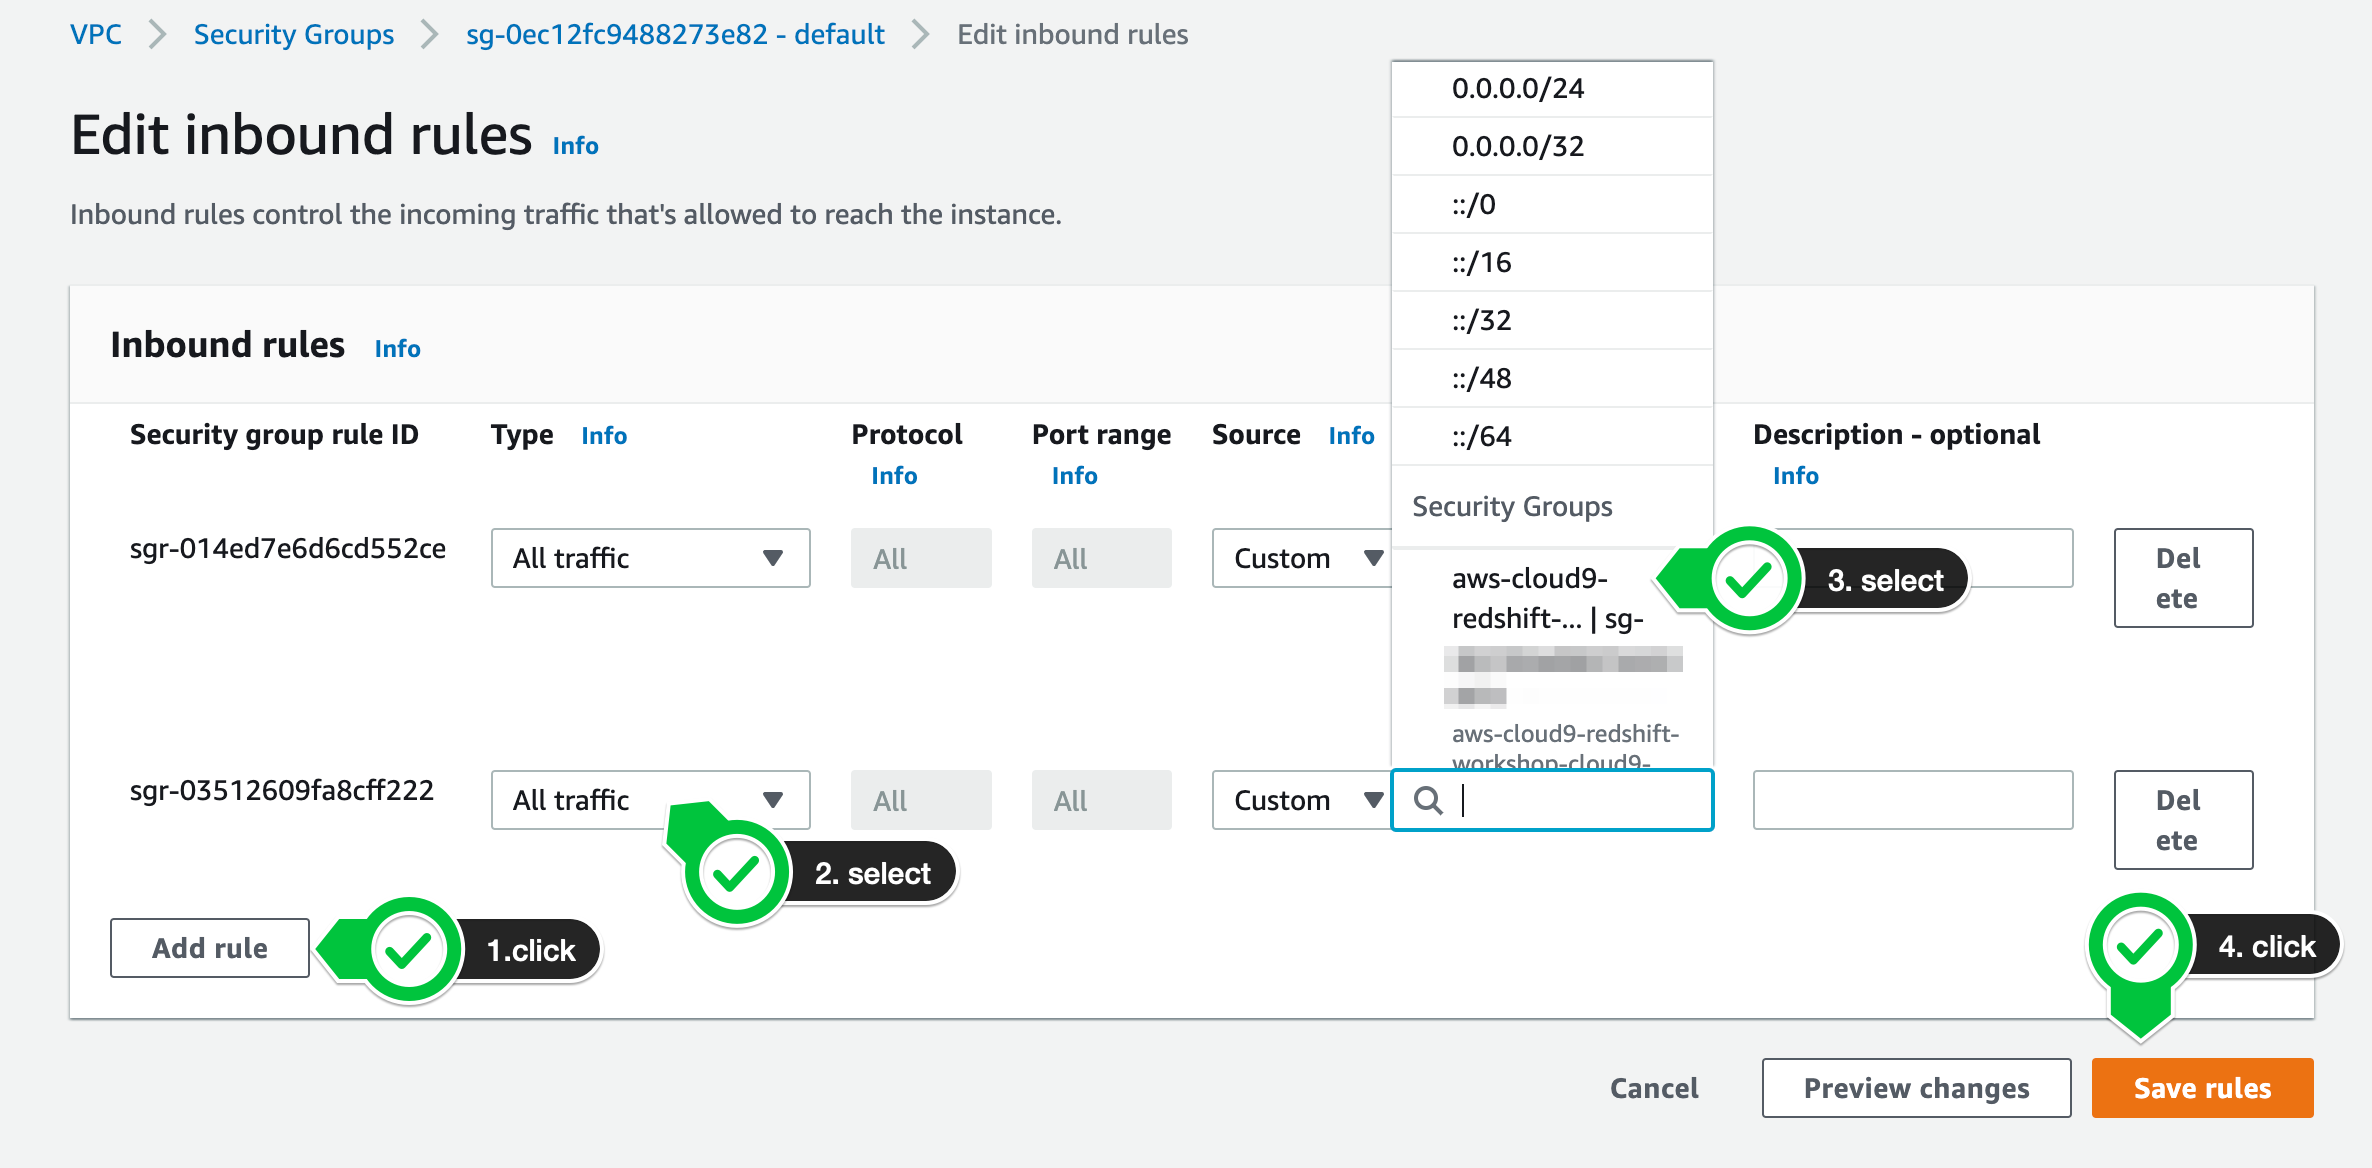 VPC > Security Groups > sg-0ec12fc9488273e82 - default > Edit inbound rules
Edit inbound rules Info
Inbound rules control the incoming traffic that's allowed to reach the instance.
0.0.0.0/24
0.0.0.0/32
::/0
::/16
::/32
::/48
::/64
Security Groups
aws-cloud9-
redshift-... | sg-
aws-cloud9-redshift-
workshop-cloud9-
Inbound rules Info
Security group rule ID Type Info Protocol Info Port range Info Source Info Description - optional Info
sgr-014ed7e6d6cd552ce All traffic All All Custom Del
ete
3. select
sgr-03512609fa8cff222 All traffic All All Custom Del
ete
2. select
Add rule 1.click
4. click
Cancel Preview changes Save rules